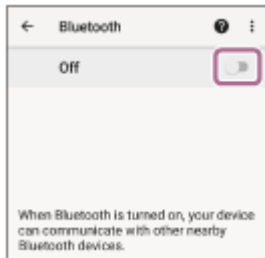 Bluetooth
Off
When Bluetooth is turned on, your device
can communicate with other nearby
Bluetooth devices.